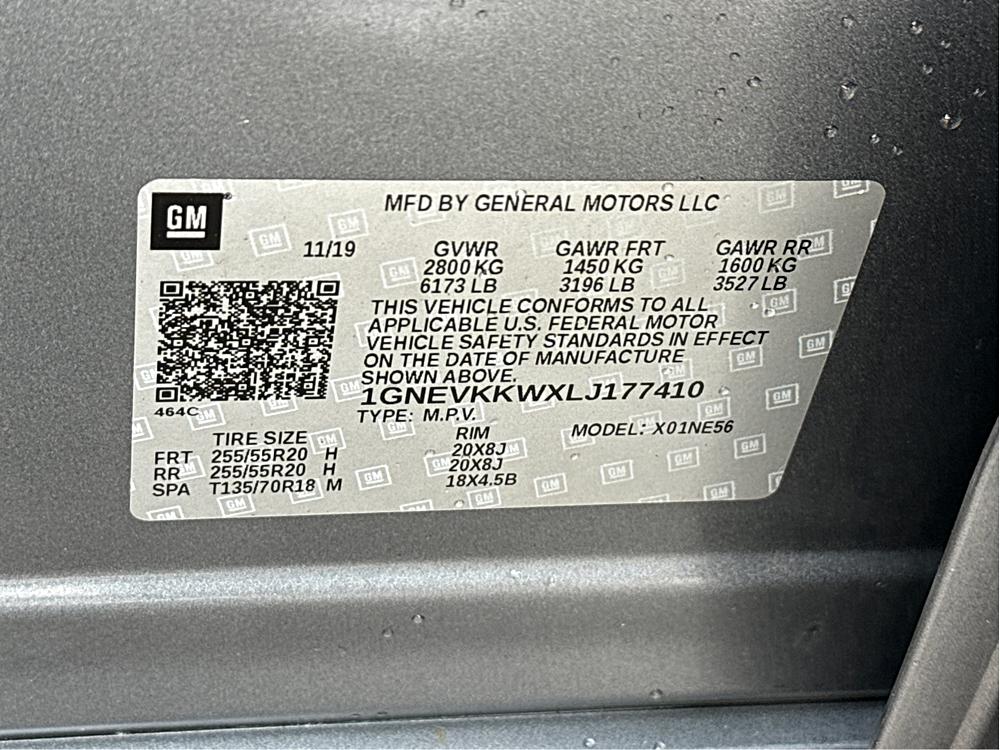 GM
MFD BY GENERAL MOTORS LLC
11/19 GVWR GAWR FRT GAWR RR
2800 KG 1450 KG 1600 KG
6173 LB 3196 LB 3527 LB
THIS VEHICLE CONFORMS TO ALL
APPLICABLE U.S. FEDERAL MOTOR
VEHICLE SAFETY STANDARDS IN EFFECT
ON THE DATE OF MANUFACTURE
SHOWN ABOVE.
1GNEVKKWXLJ177410
464C
TYPE: M.P.V. MODEL: X01NE56
TIRE SIZE RIM
FRT 255/55R20 H 20X8J
RR 255/55R20 H 20X8J
SPA T135/70R18 M 18X4.5B